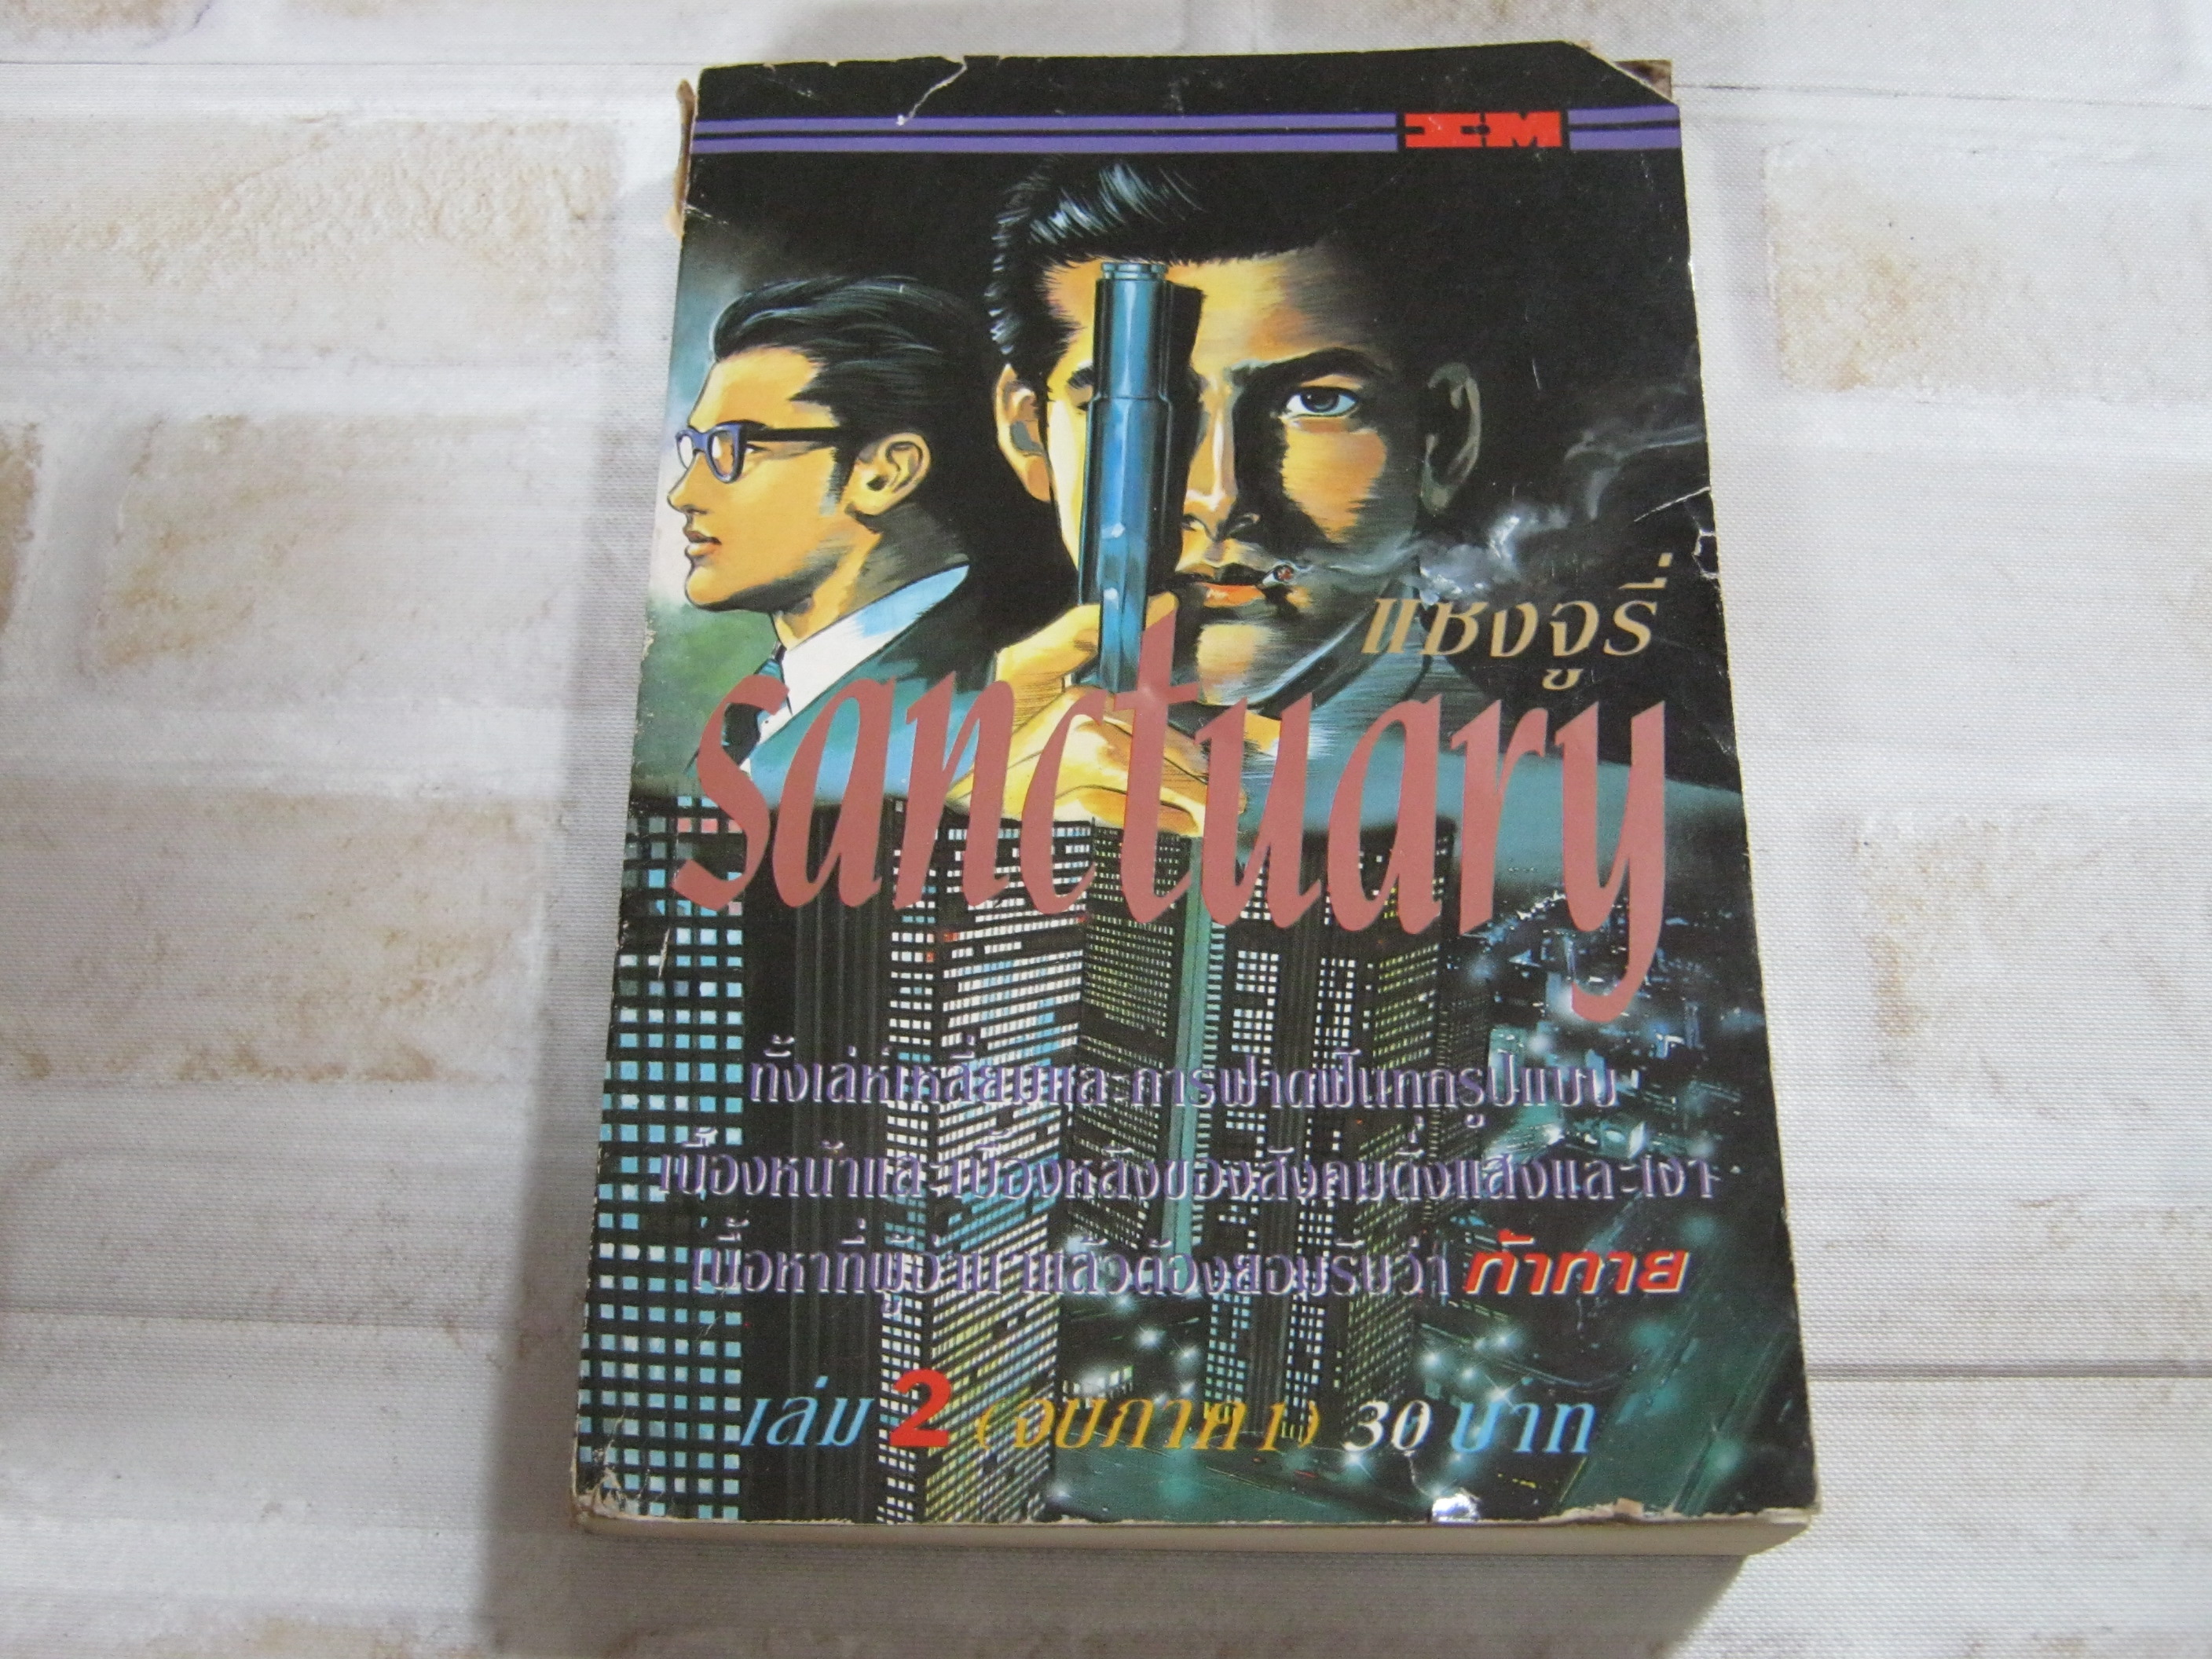 IM
แซงจูรี่
sanctuary
ทั้งเล่ห์เหลี่ยมและการฟาดฟันทุกรูปแบบ
เบื้องหน้าและเบื้องหลังของสังคมดั่งแสงและเงา
เนื้อหาที่ผู้อ่านแล้วต้องยอมรับว่า ท้าทาย
เล่ม 2 (จบภาค 1) 30 บาท